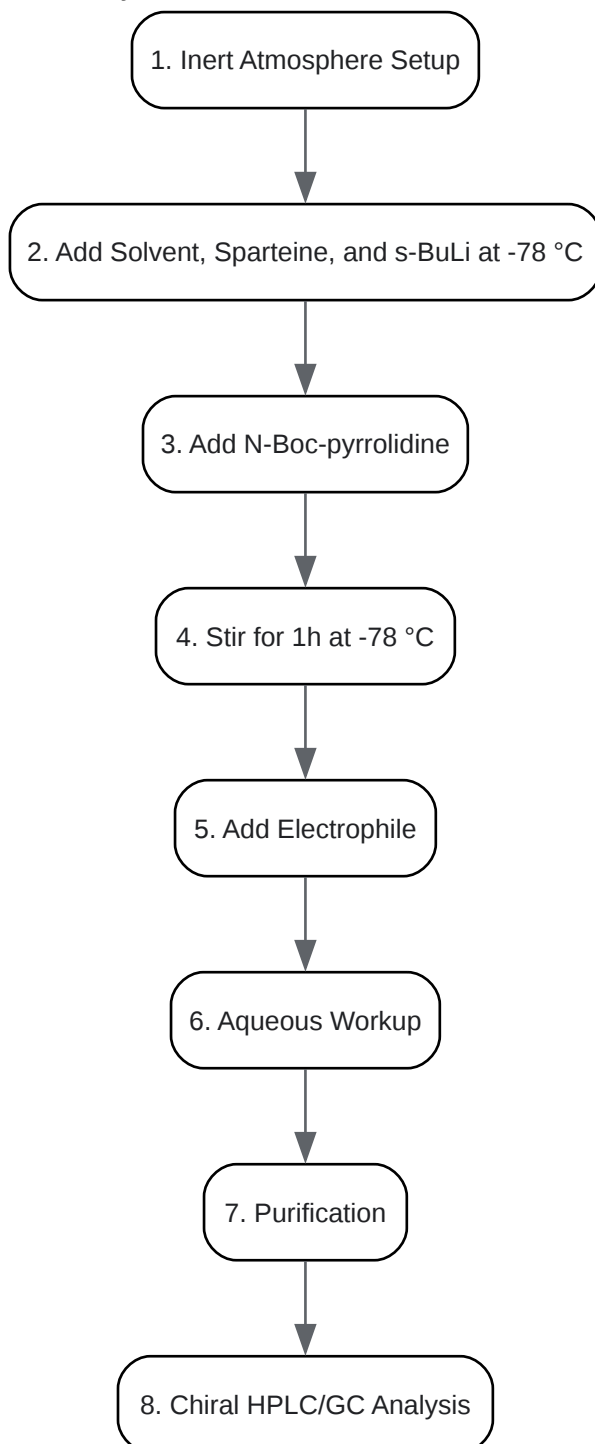 1. Inert Atmosphere Setup
2. Add Solvent, Sparteine, and s-BuLi at -78 °C
3. Add N-Boc-pyrrolidine
4. Stir for 1h at -78 °C
5. Add Electrophile
6. Aqueous Workup
7. Purification
8. Chiral HPLC/GC Analysis